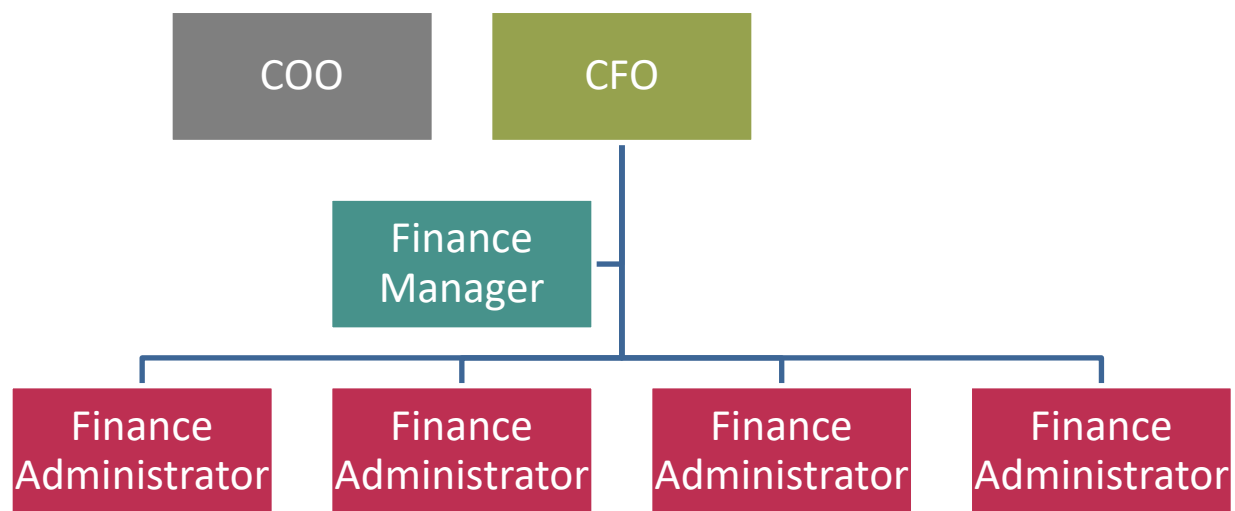 COO
CFO
Finance
Manager
Finance
Administrator
Finance
Administrator
Finance
Administrator
Finance
Administrator